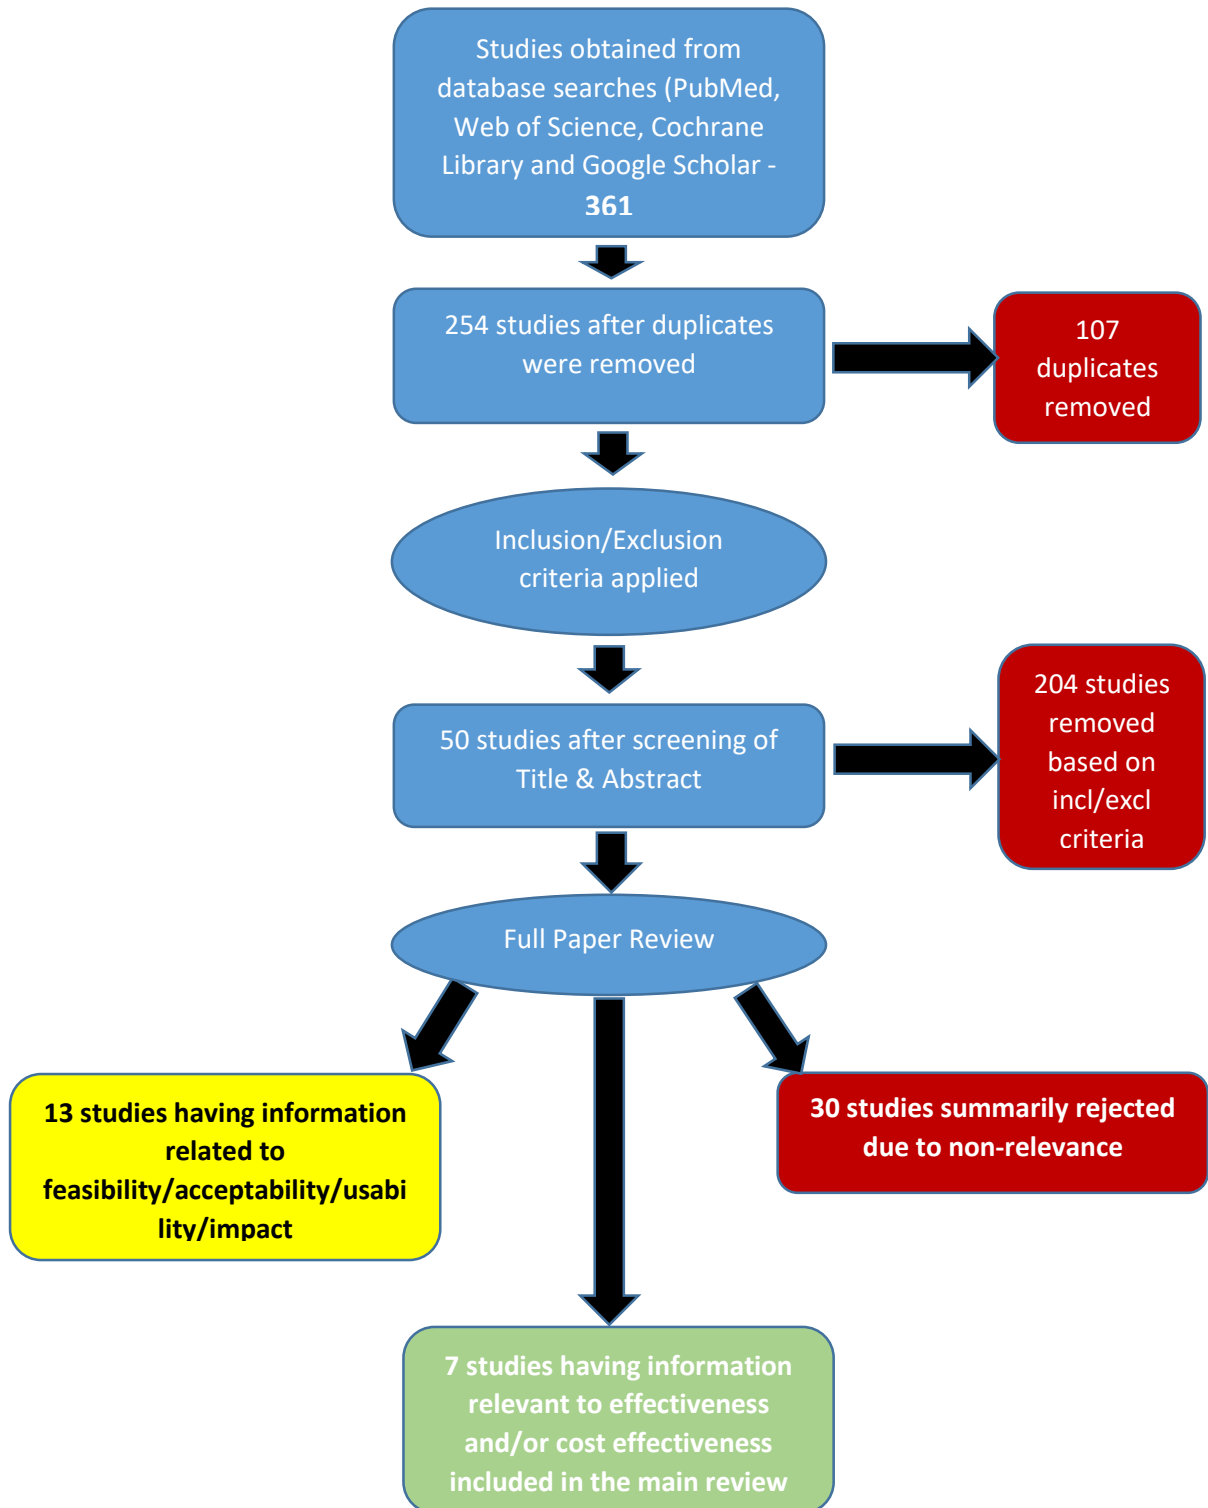 Studies obtained from
database searches (PubMed,
Web of Science, Cochrane
Library and Google Scholar -
361
254 studies after duplicates
were removed
107
duplicates
removed
Inclusion/Exclusion
criteria applied
50 studies after screening of
Title & Abstract
204 studies
removed
based on
incl/excl
criteria
Full Paper Review
13 studies having information
related to
feasibility/acceptability/usabi
lity/impact
30 studies summarily rejected
due to non-relevance
7 studies having information
relevant to effectiveness
and/or cost effectiveness
included in the main review